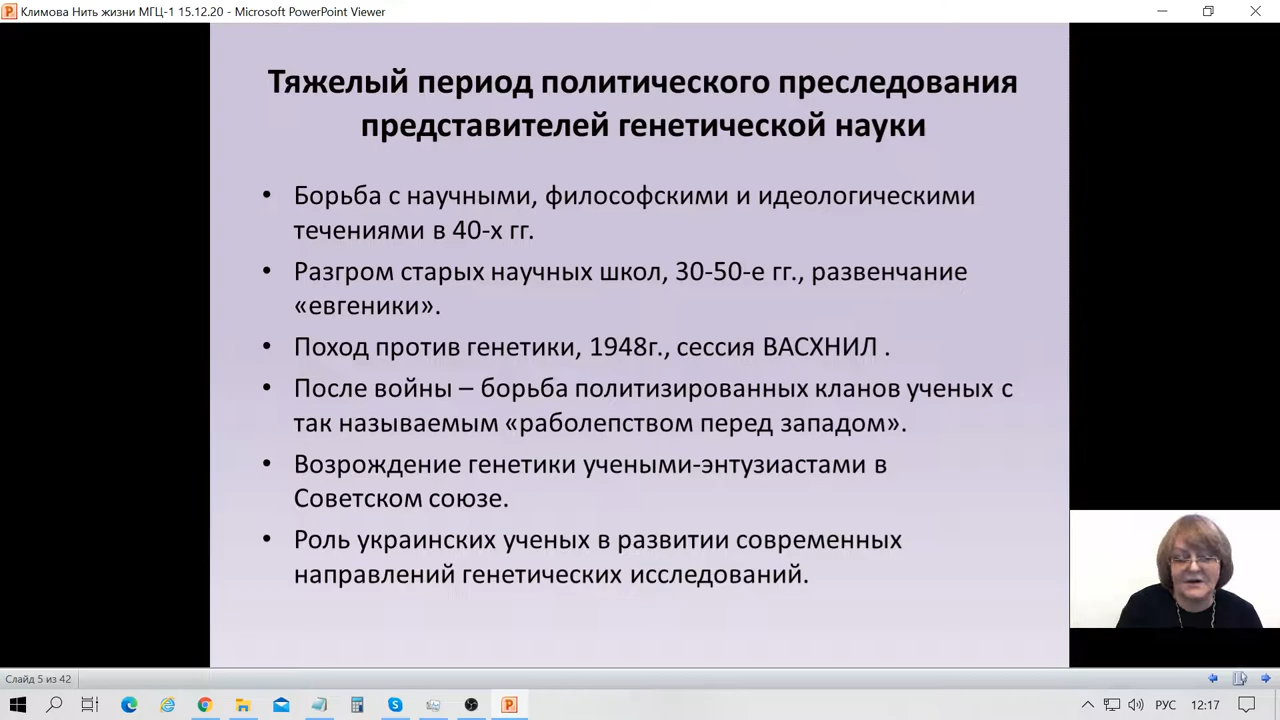 Климова Нить жизни МГЦ-1 15.12.20 - Microsoft PowerPoint Viewer
Тяжелый период политического преследования
представителей генетической науки
• Борьба с научными, философскими и идеологическими
течениями в 40-х гг.
• Разгром старых научных школ, 30-50-е гг., развенчание
«евгеники».
• Поход против генетики, 1948г., сессия ВАСХНИЛ .
• После войны – борьба политизированных кланов ученых с
так называемым «раболепством перед западом».
• Возрождение генетики учеными-энтузиастами в
Советском союзе.
• Роль украинских ученых в развитии современных
направлений генетических исследований.
Слайд 5 из 42
РУС 12:17